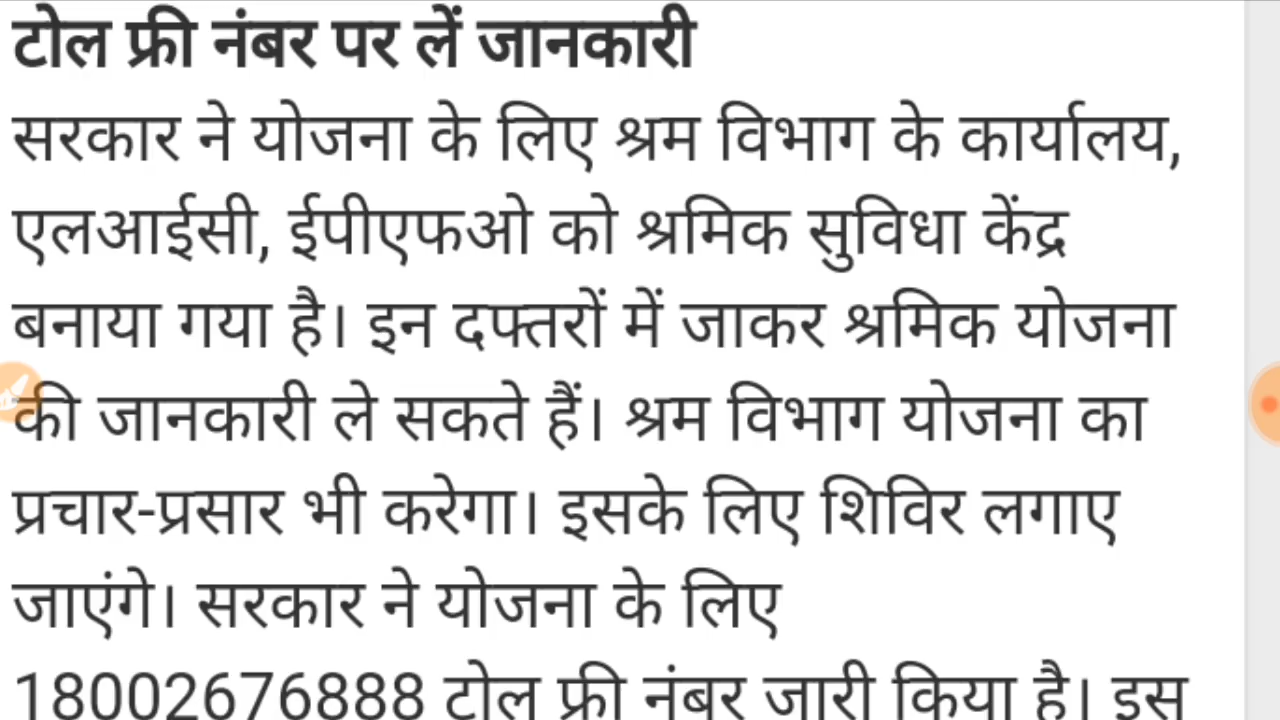 टोल फ्री नंबर पर लें जानकारी
सरकार ने योजना के लिए श्रम विभाग के कार्यालय,
एलआईसी, ईपीएफओ को श्रमिक सुविधा केंद्र
बनाया गया है। इन दफ्तरों में जाकर श्रमिक योजना
की जानकारी ले सकते हैं। श्रम विभाग योजना का
प्रचार-प्रसार भी करेगा। इसके लिए शिविर लगाए
जाएंगे। सरकार ने योजना के लिए
18002676888 टोल फ्री नंबर जारी किया है। इस